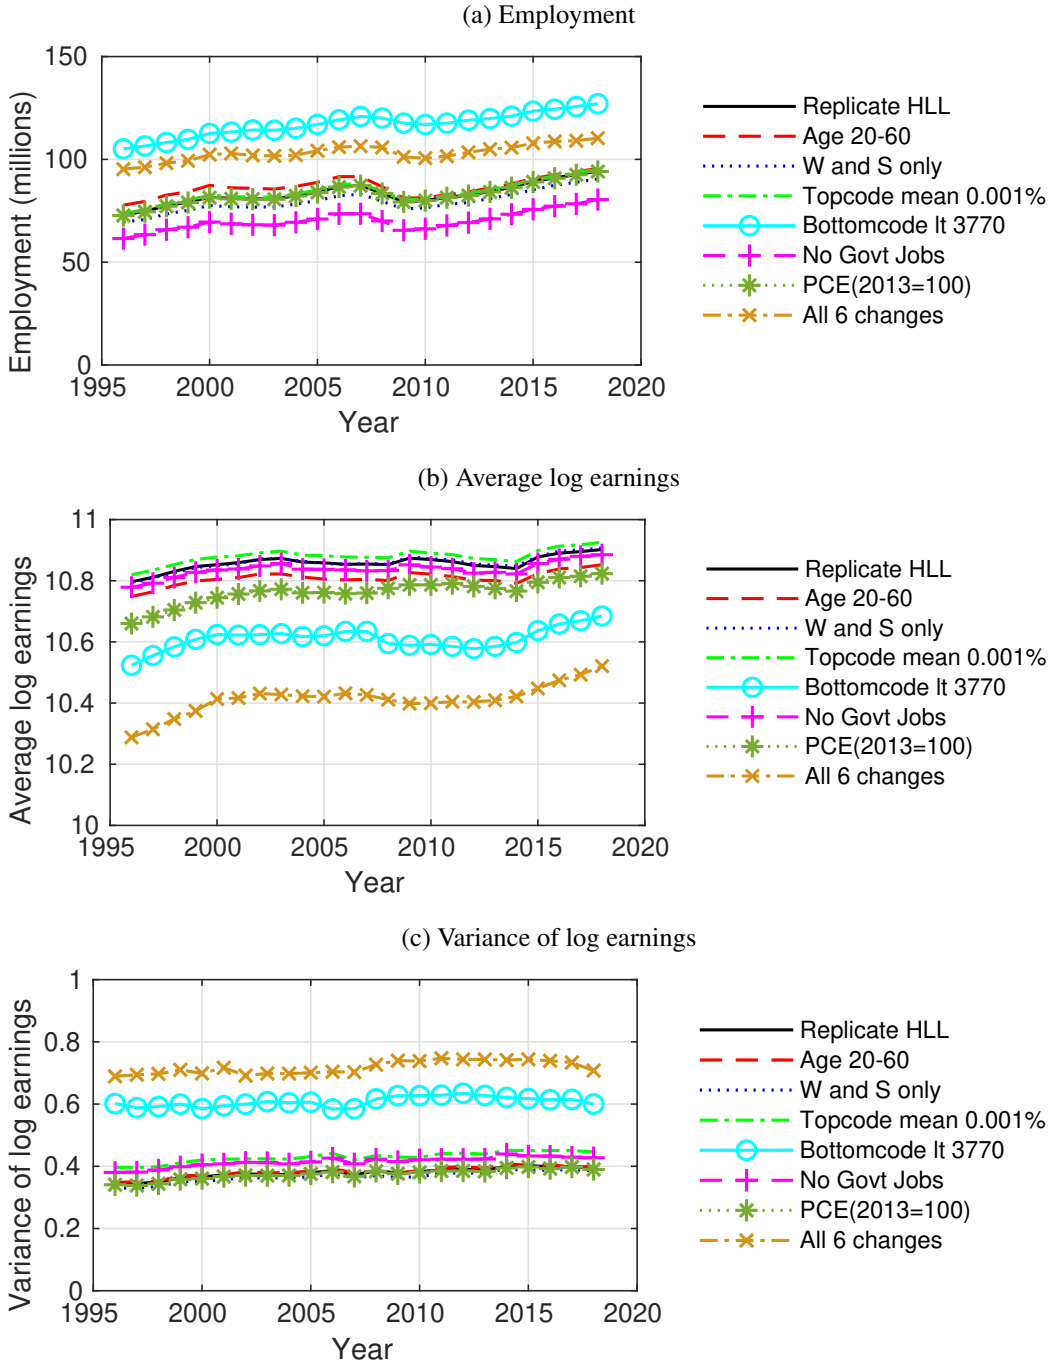 (a) Employment
150
100
50
0
1995
2000
2005
2010
2015
2020
Employment (millions)
Year
Replicate HLL
Age 20-60
W and S only
Topcode mean 0.001%
Bottomcode lt 3770
No Govt Jobs
PCE(2013=100)
All 6 changes
(b) Average log earnings
11
10.8
10.6
10.4
10.2
10
1995
2000
2005
2010
2015
2020
Average log earnings
Year
Replicate HLL
Age 20-60
W and S only
Topcode mean 0.001%
Bottomcode lt 3770
No Govt Jobs
PCE(2013=100)
All 6 changes
(c) Variance of log earnings
1
0.8
0.6
0.4
0.2
0
1995
2000
2005
2010
2015
2020
Variance of log earnings
Year
Replicate HLL
Age 20-60
W and S only
Topcode mean 0.001%
Bottomcode lt 3770
No Govt Jobs
PCE(2013=100)
All 6 changes